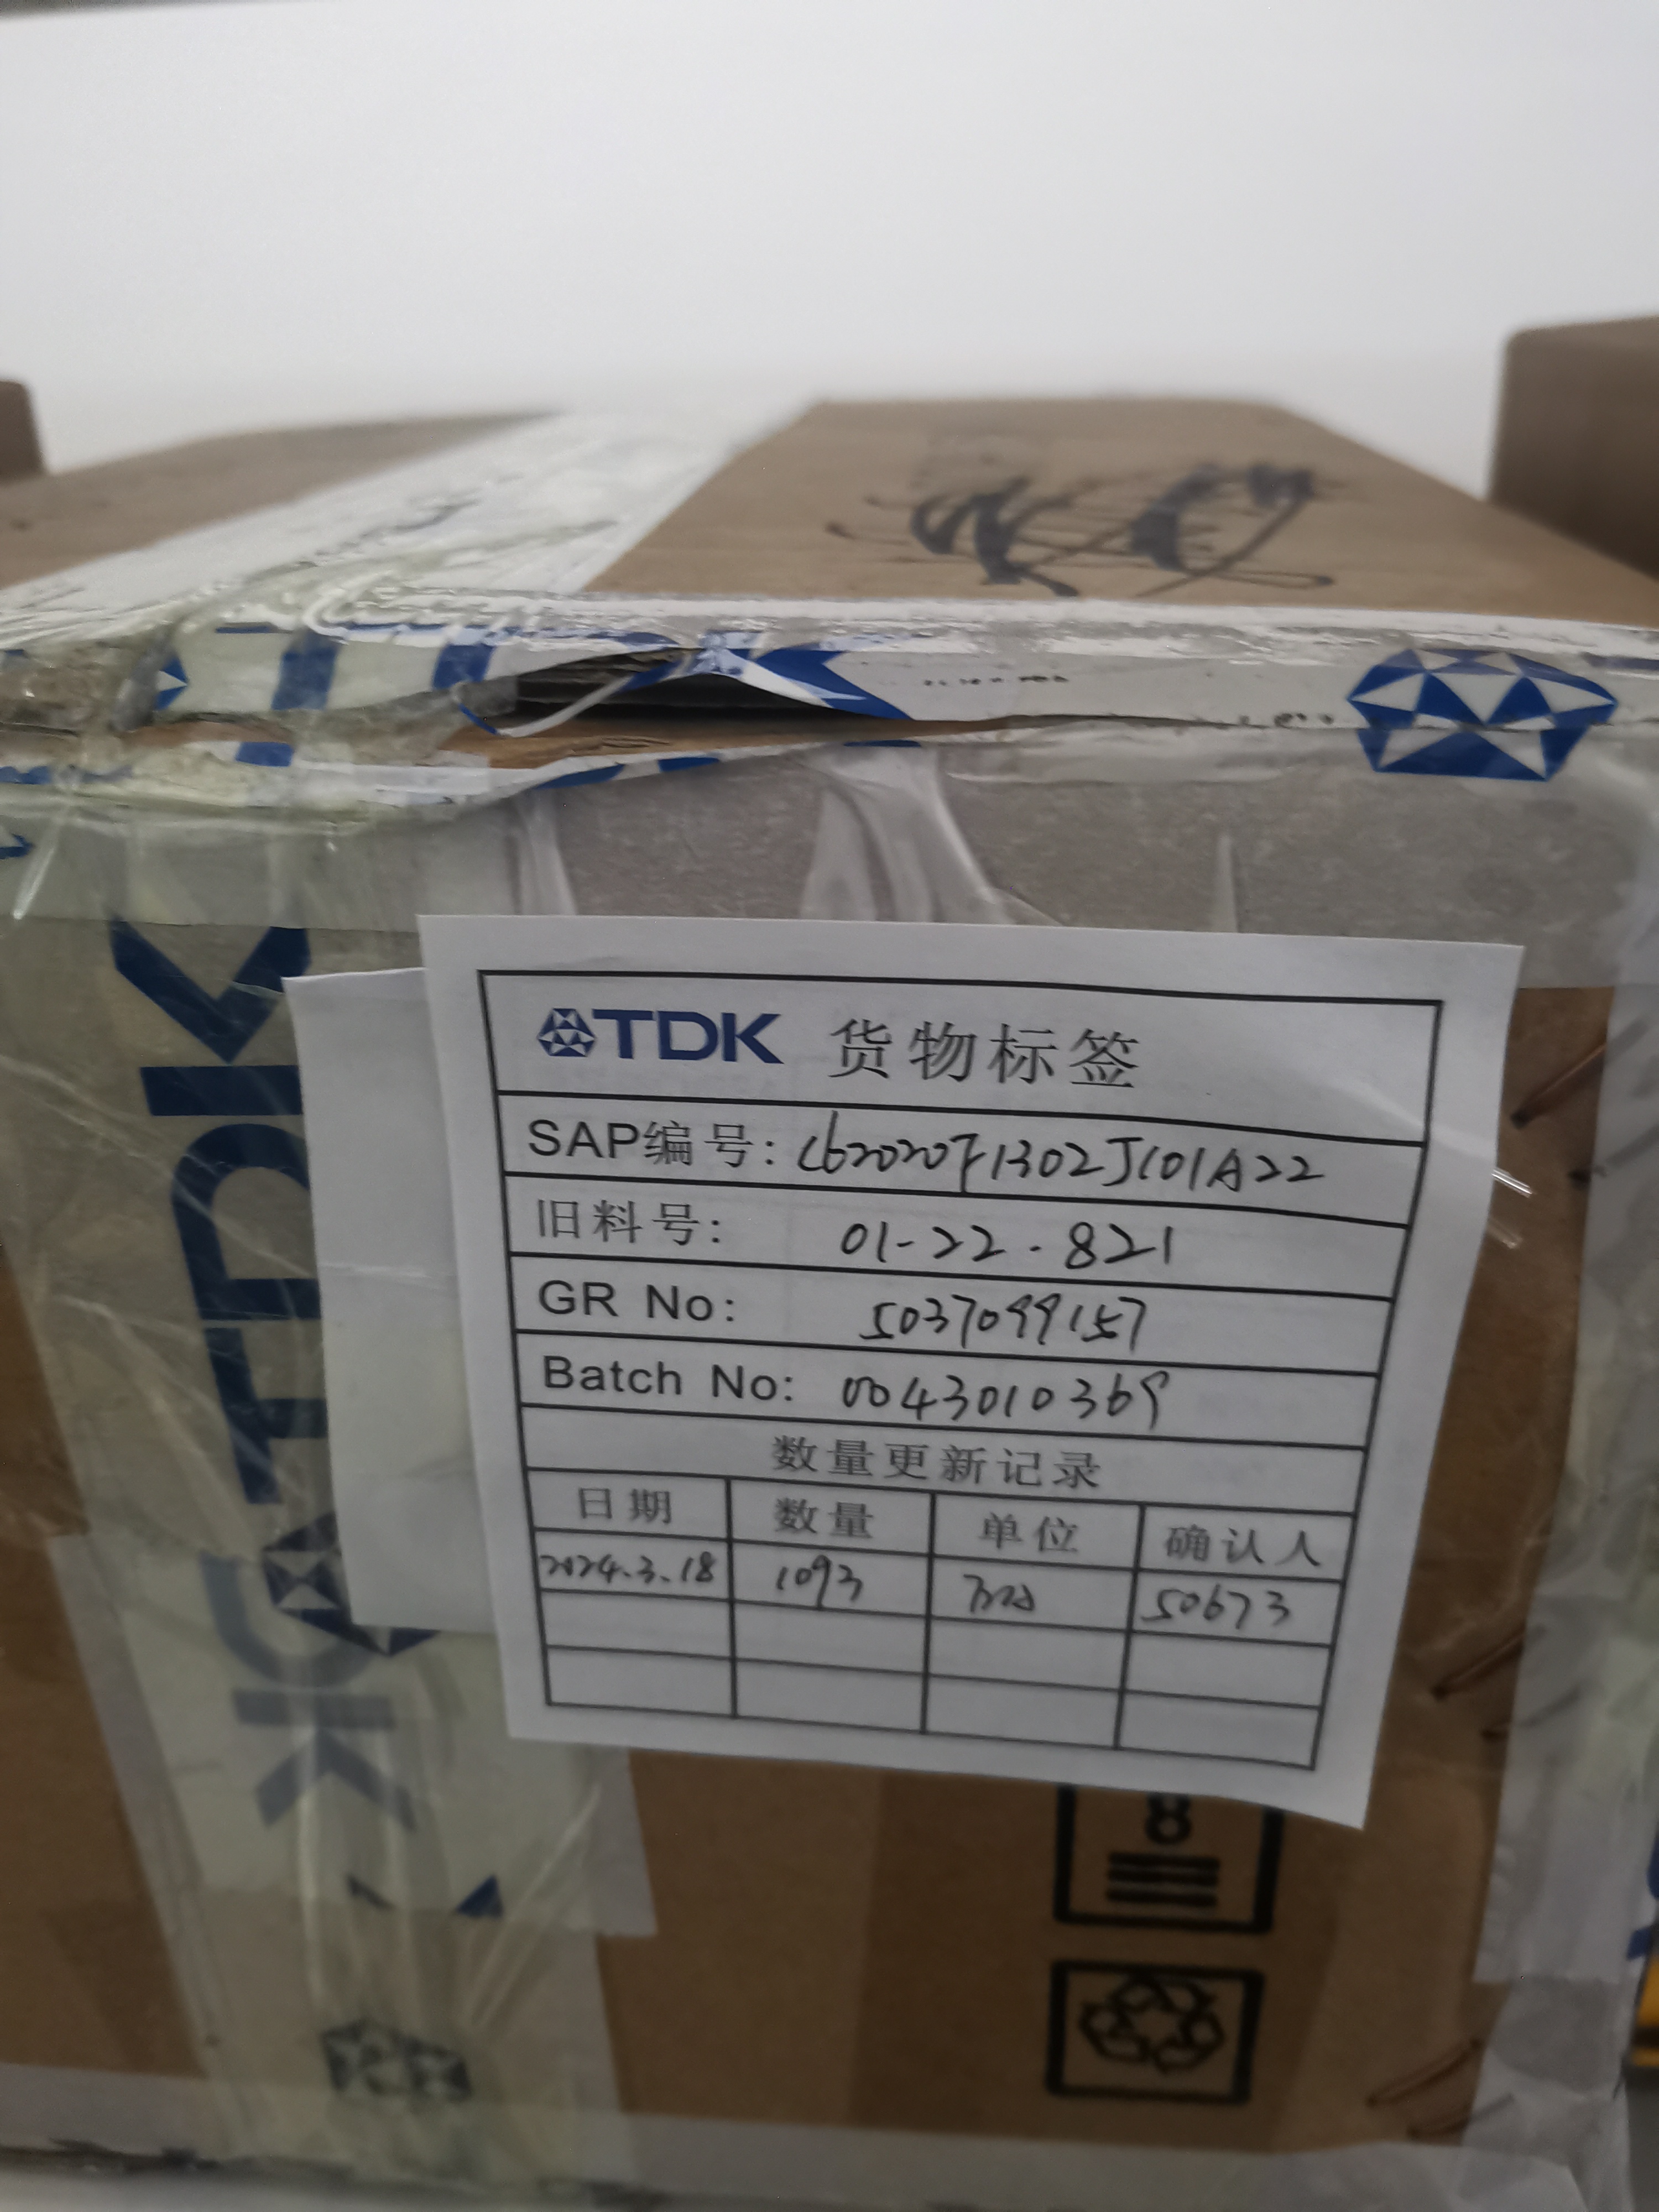 TDK
TDK 货物标签
SAP编号: C62020F1302JC01A22
旧料号: 01-22-821
GR No: 5037099157
Batch No: 0043010369
数量更新记录
日期 数量 单位 确认人
2024.3.18 1093 50673
8